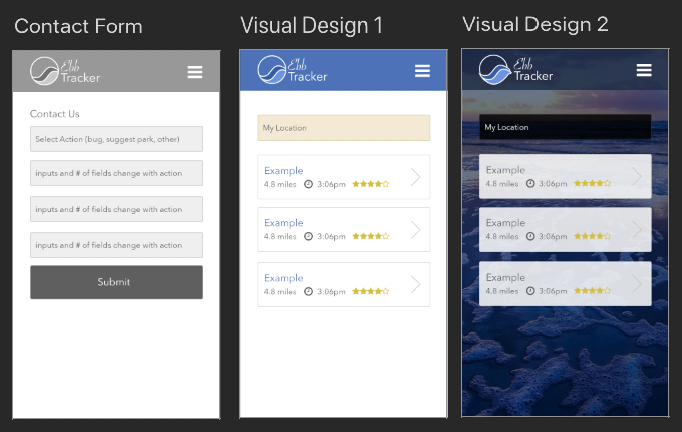 Contact Form
Ebb
Tracker
Contact Us
Select Action (bug, suggest park, other)
inputs and # of fields change with action
inputs and # of fields change with action
inputs and # of fields change with action
Submit
Visual Design 1
Ebb
Tracker
My Location
Example
4.8 miles 3:06pm
Example
4.8 miles 3:06pm
Example
4.8 miles 3:06pm
Visual Design 2
Ebb
Tracker
My Location
Example
4.8 miles 3:06pm
Example
4.8 miles 3:06pm
Example
4.8 miles 3:06pm